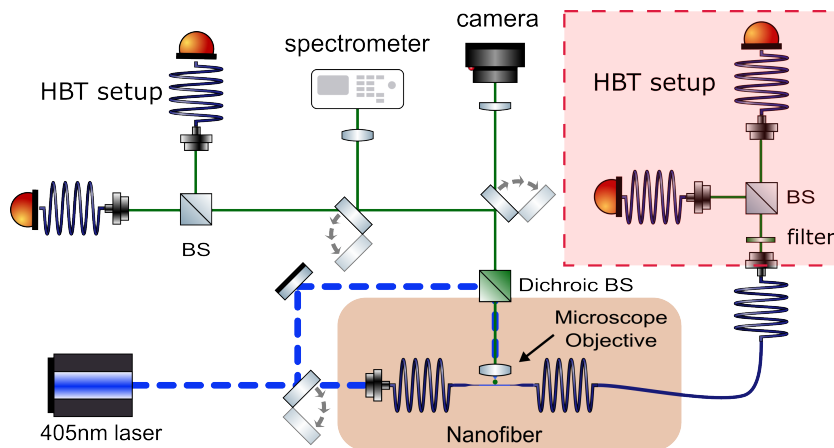 camera
spectrometer
HBT setup
HBT setup
BS
BS
filter
Dichroic BS
Microscope
Objective
405nm laser
Nanofiber